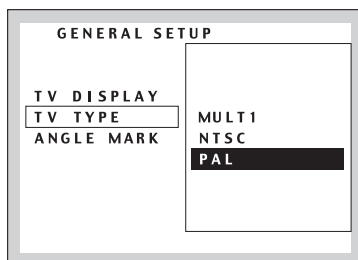 GENERAL SETUP
TV DISPLAY
TV TYPE
ANGLE MARK
MULT1
NTSC
PAL